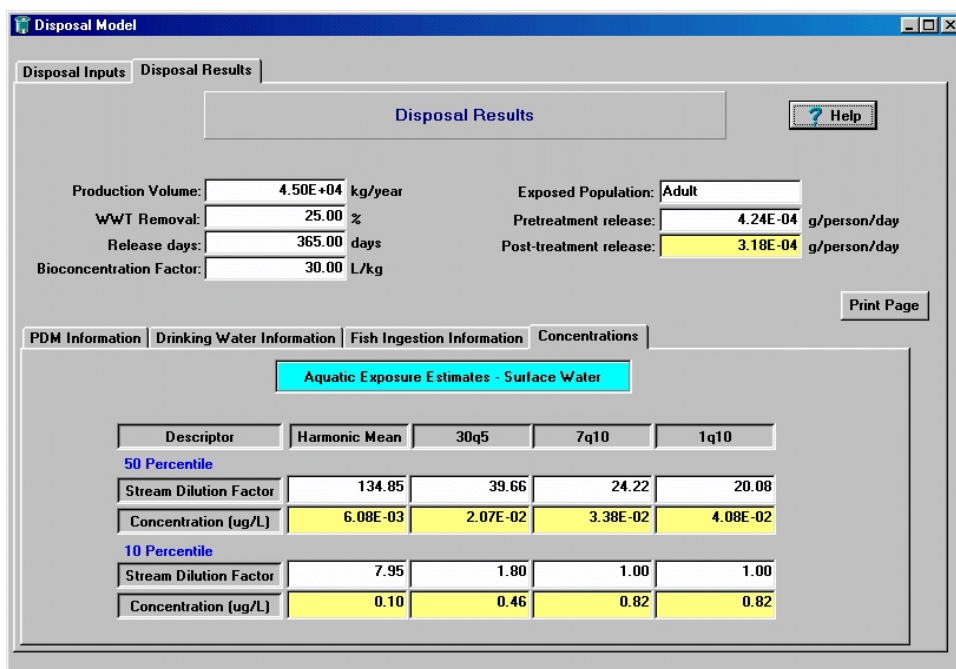 Disposal Model
Disposal Inputs Disposal Results
Disposal Results
? Help
Production Volume: 4.50E+04 kg/year Exposed Population: Adult
WWT Removal: 25.00 % Pretreatment release: 4.24E-04 g/person/day
Release days: 365.00 days Post-treatment release: 3.18E-04 g/person/day
Bioconcentration Factor: 30.00 L/kg
Print Page
PDM Information Drinking Water Information Fish Ingestion Information Concentrations
Aquatic Exposure Estimates - Surface Water
Descriptor Harmonic Mean 30q5 7q10 1q10
50 Percentile
Stream Dilution Factor 134.85 39.66 24.22 20.08
Concentration (ug/L) 6.08E-03 2.07E-02 3.38E-02 4.08E-02
10 Percentile
Stream Dilution Factor 7.95 1.80 1.00 1.00
Concentration (ug/L) 0.10 0.46 0.82 0.82